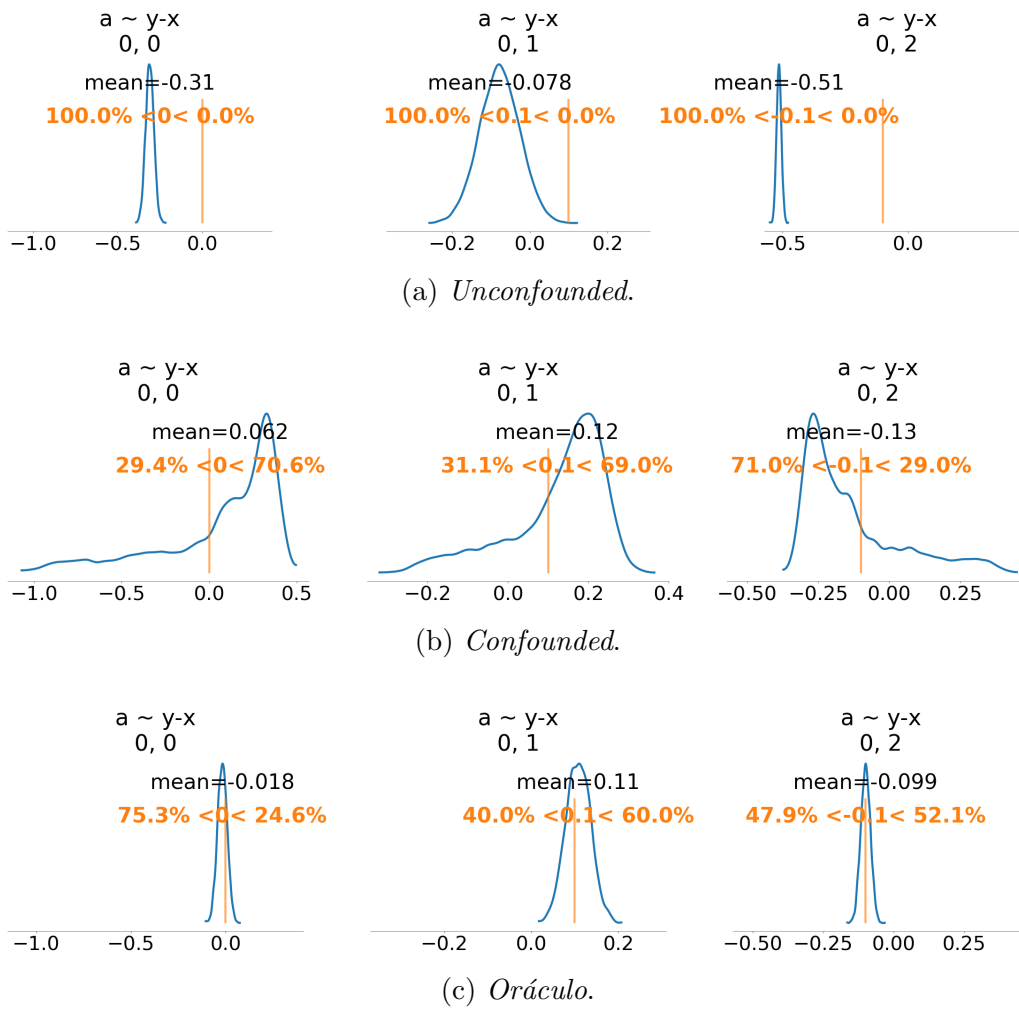 a ~ y-x
0, 0
mean=-0.31
100.0% <0< 0.0%
−1.0 −0.5 0.0
a ~ y-x
0, 1
mean=-0.078
100.0% <0.1< 0.0%
−0.2 0.0 0.2
a ~ y-x
0, 2
mean=-0.51
100.0% <-0.1< 0.0%
−0.5 0.0
(a) Unconfounded.
a ~ y-x
0, 0
mean=0.062
29.4% <0< 70.6%
−1.0 −0.5 0.0 0.5
a ~ y-x
0, 1
mean=0.12
31.1% <0.1< 69.0%
−0.2 0.0 0.2 0.4
a ~ y-x
0, 2
mean=-0.13
71.0% <-0.1< 29.0%
−0.50 −0.25 0.00 0.25
(b) Confounded.
a ~ y-x
0, 0
mean=-0.018
75.3% <0< 24.6%
−1.0 −0.5 0.0
a ~ y-x
0, 1
mean=0.11
40.0% <0.1< 60.0%
−0.2 0.0 0.2
a ~ y-x
0, 2
mean=-0.099
47.9% <-0.1< 52.1%
−0.50 −0.25 0.00 0.25
(c) Oráculo.